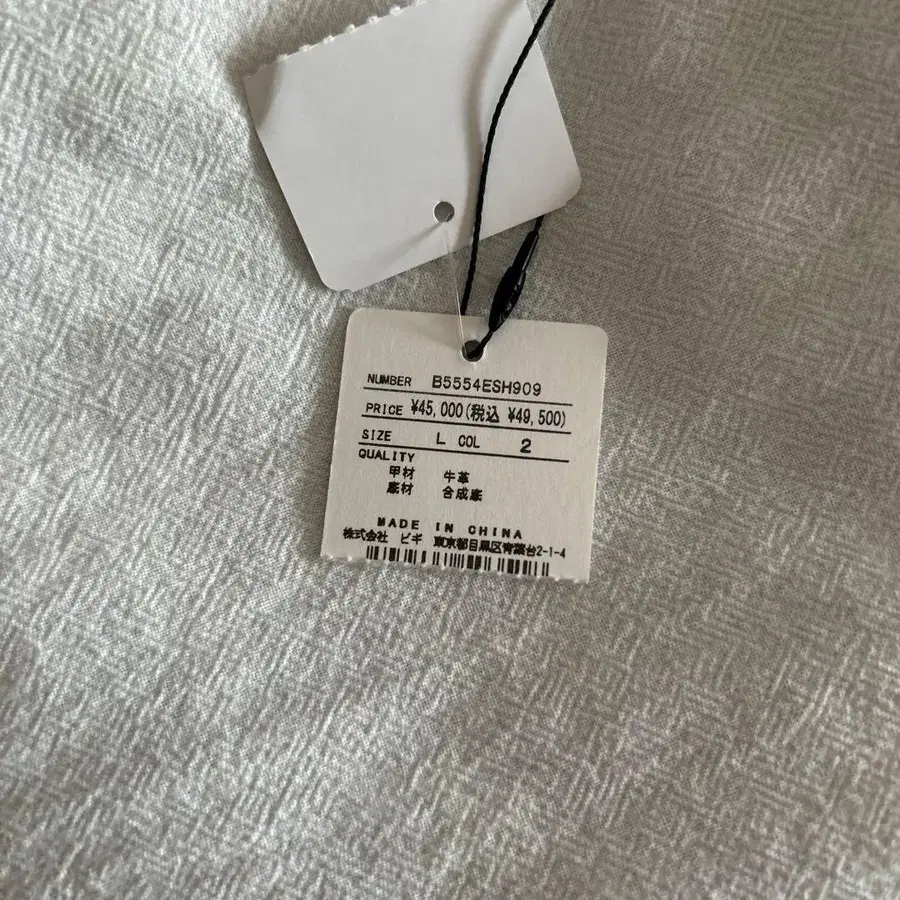 NUMBER B5554ESH909
PRICE ¥45,000(税込 ¥49,500)
SIZE L COL 2
QUALITY
甲材 牛革
底材 合成底
MADE IN CHINA
株式会社 ビギ 東京都目黒区青葉台2-1-4